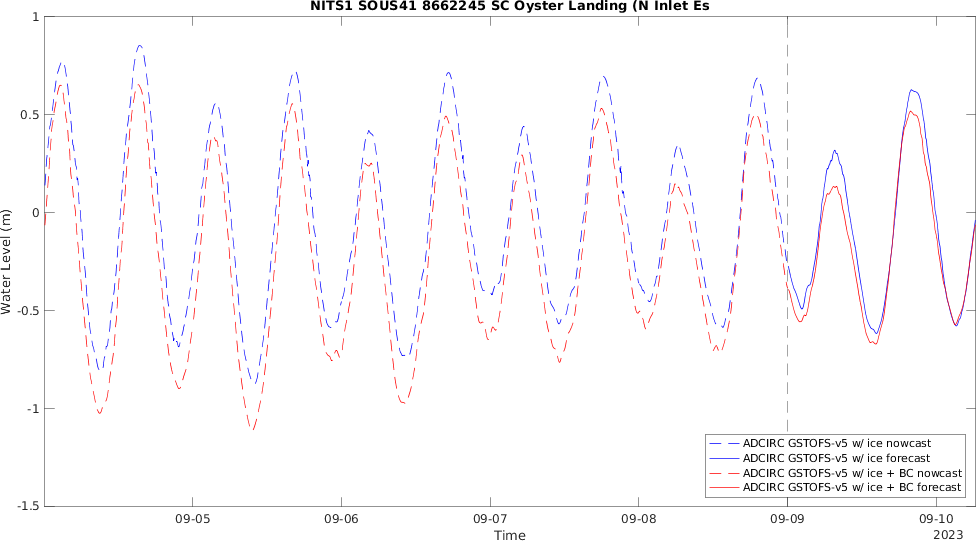 NITS1 SOUS41 8662245 SC Oyster Landing (N Inlet Es
1
0.5
0
-0.5
-1
-1.5
Water Level (m)
ADCIRC GSTOFS-v5 w/ ice nowcast
ADCIRC GSTOFS-v5 w/ ice forecast
ADCIRC GSTOFS-v5 w/ ice + BC nowcast
ADCIRC GSTOFS-v5 w/ ice + BC forecast
09-05 09-06 09-07 09-08 09-09 09-10
Time
2023